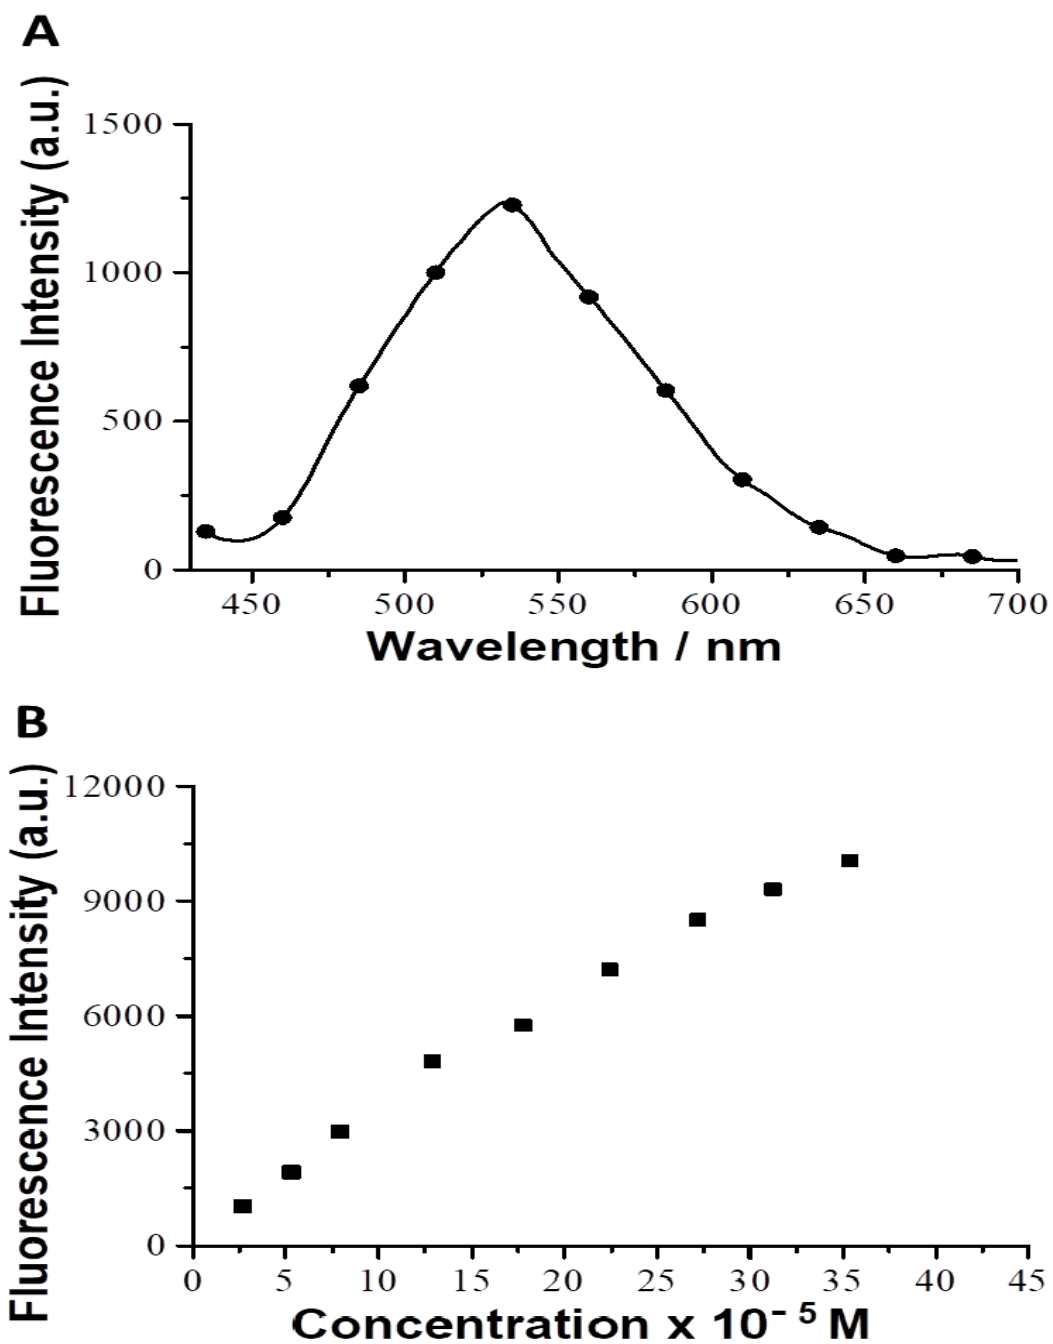 A
Fluorescence Intensity (a.u.)
1500
1000
500
0
450 500 550 600 650 700
Wavelength / nm
B
Fluorescence Intensity (a.u.)
12000
9000
6000
3000
0
0 5 10 15 20 25 30 35 40 45
Concentration x 10⁻⁵ M